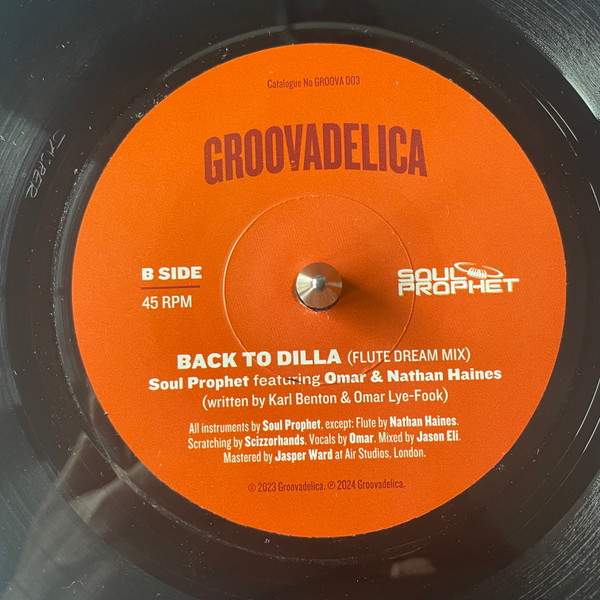 Catalogue No GROOVA 003
GROOVADELICA
B SIDE
45 RPM
SOUL
PROPHET
BACK TO DILLA (FLUTE DREAM MIX)
Soul Prophet featuring Omar & Nathan Haines
(written by Karl Benton & Omar Lye-Fook)
All instruments by Soul Prophet, except: Flute by Nathan Haines.
Scratching by Scizzorhands. Vocals by Omar. Mixed by Jason Eli.
Mastered by Jasper Ward at Air Studios, London.
© 2023 Groovadelica. ℗ 2024 Groovadelica.
JASPER